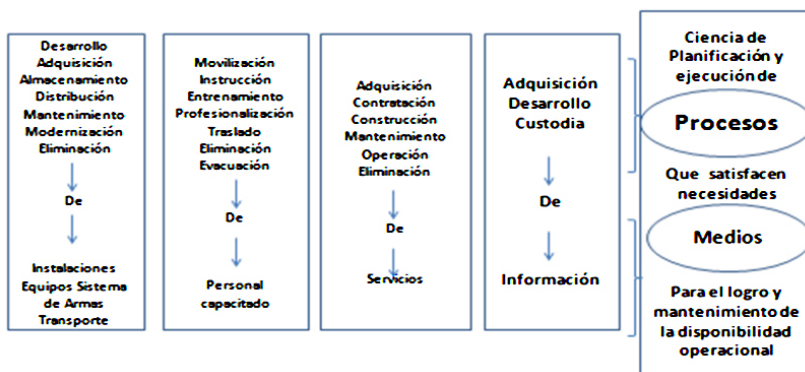 Desarrollo
Adquisición
Almacenamiento
Distribución
Mantenimiento
Modernización
Eliminación
De
Instalaciones
Equipos Sistema
de Armas
Transporte
Movilización
Instrucción
Entrenamiento
Profesionalización
Traslado
Eliminación
Evacuación
De
Personal
capacitado
Adquisición
Contratación
Construcción
Mantenimiento
Operación
Eliminación
De
Servicios
Adquisición
Desarrollo
Custodia
De
Información
Ciencia de
Planificación y
ejecución de
Procesos
Que satisfacen
necesidades
Medios
Para el logro y
mantenimiento de
la disponibilidad
operacional